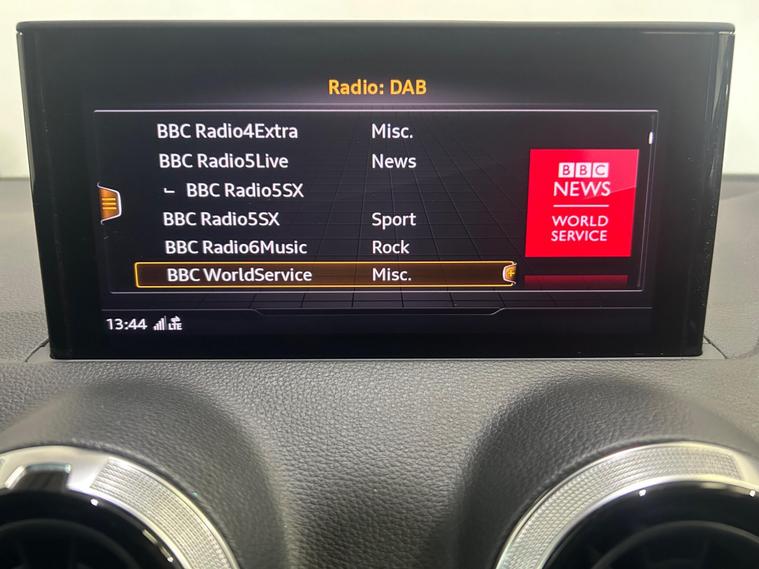 Radio: DAB
BBC Radio4Extra Misc.
BBC Radio5Live News
BBC Radio5SX
BBC Radio5SX Sport
BBC Radio6Music Rock
BBC WorldService Misc.
BBC
NEWS
WORLD
SERVICE
13:44 LTE